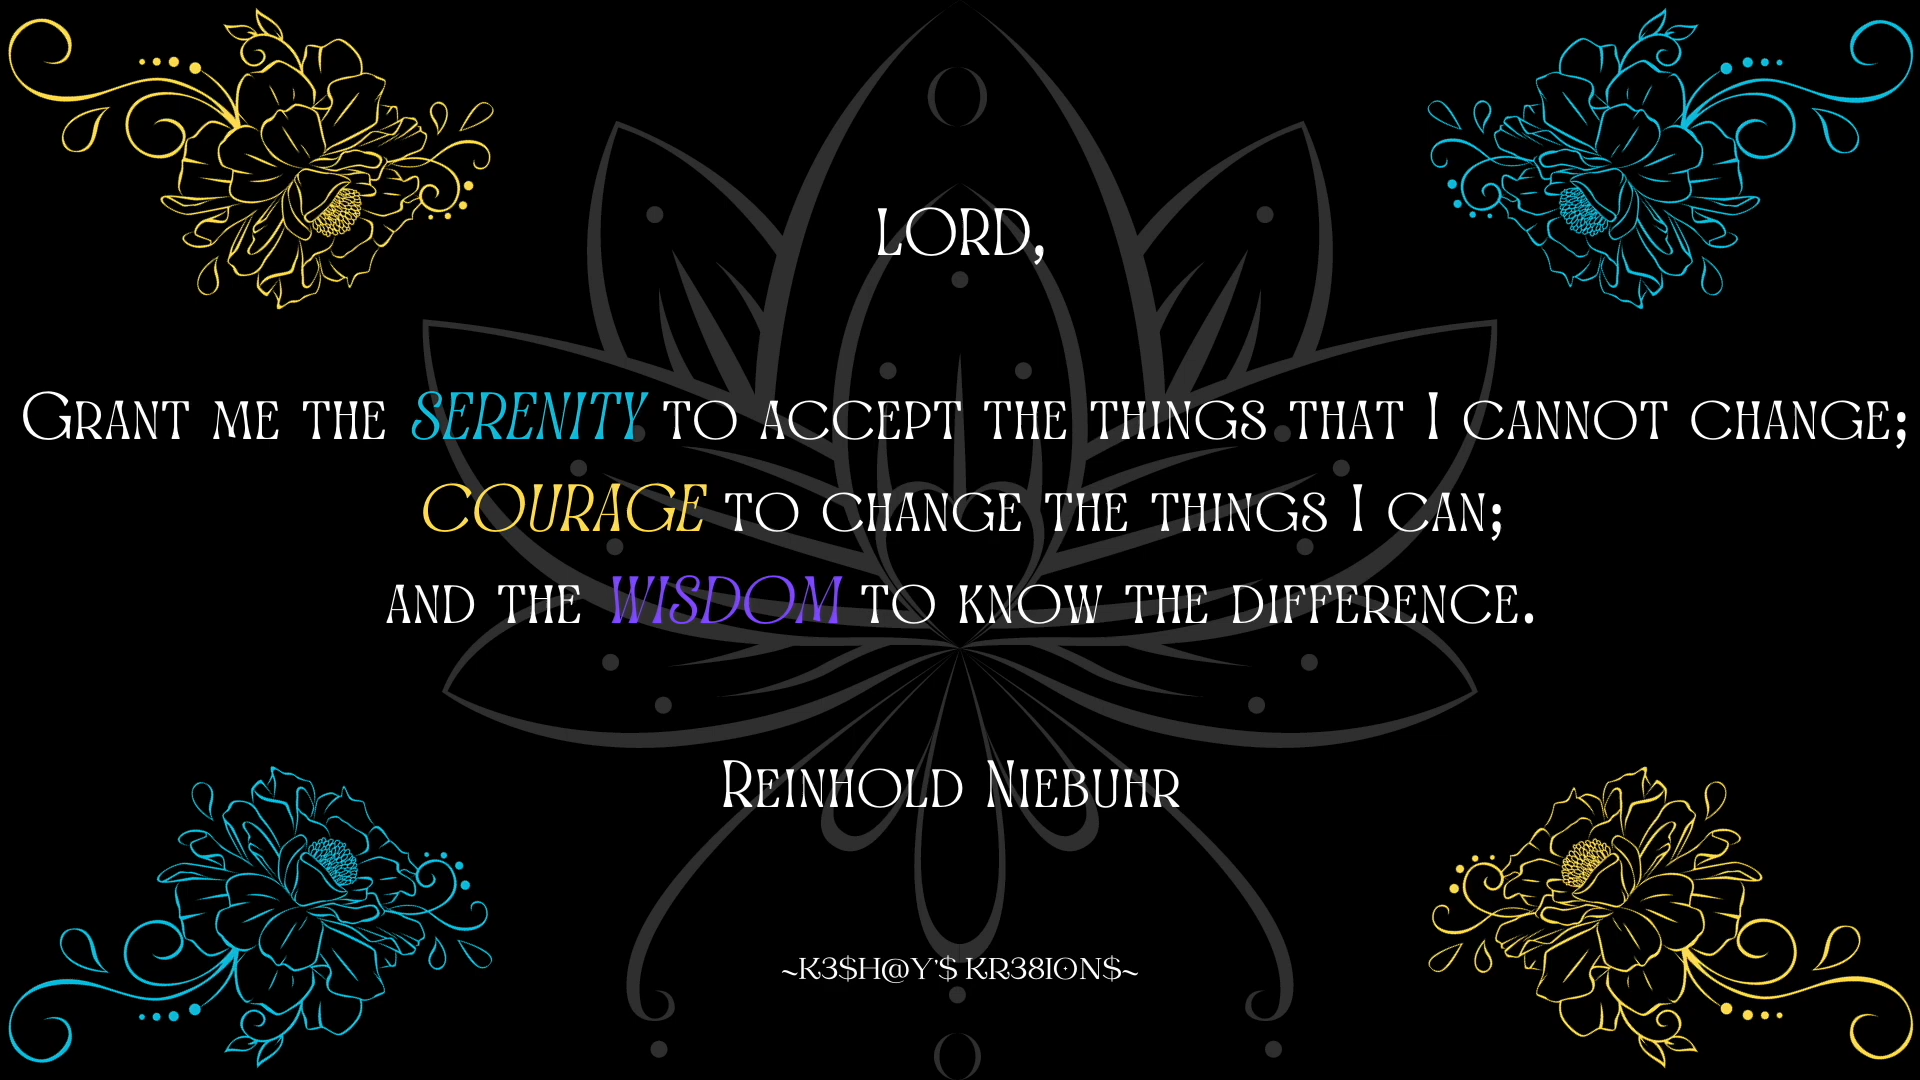 LORD,
Grant me the SERENITY to accept the things that I cannot change;
COURAGE to change the things I can;
and the WISDOM to know the difference.
Reinhold Niebuhr
~K3$H@Y'$ KR38ION$~